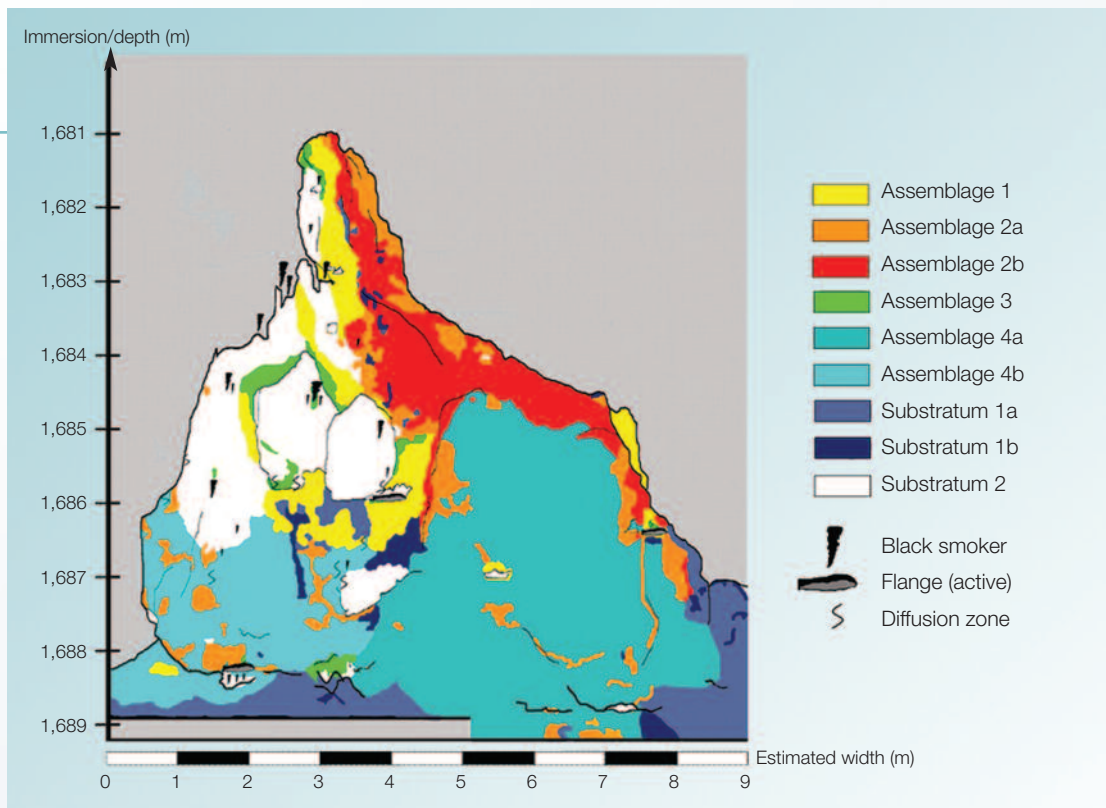 Immersion/depth (m)
1,681
1,682
1,683
1,684
1,685
1,686
1,687
1,688
1,689
Assemblage 1
Assemblage 2a
Assemblage 2b
Assemblage 3
Assemblage 4a
Assemblage 4b
Substratum 1a
Substratum 1b
Substratum 2
Black smoker
Flange (active)
Diffusion zone
Estimated width (m)
0 1 2 3 4 5 6 7 8 9